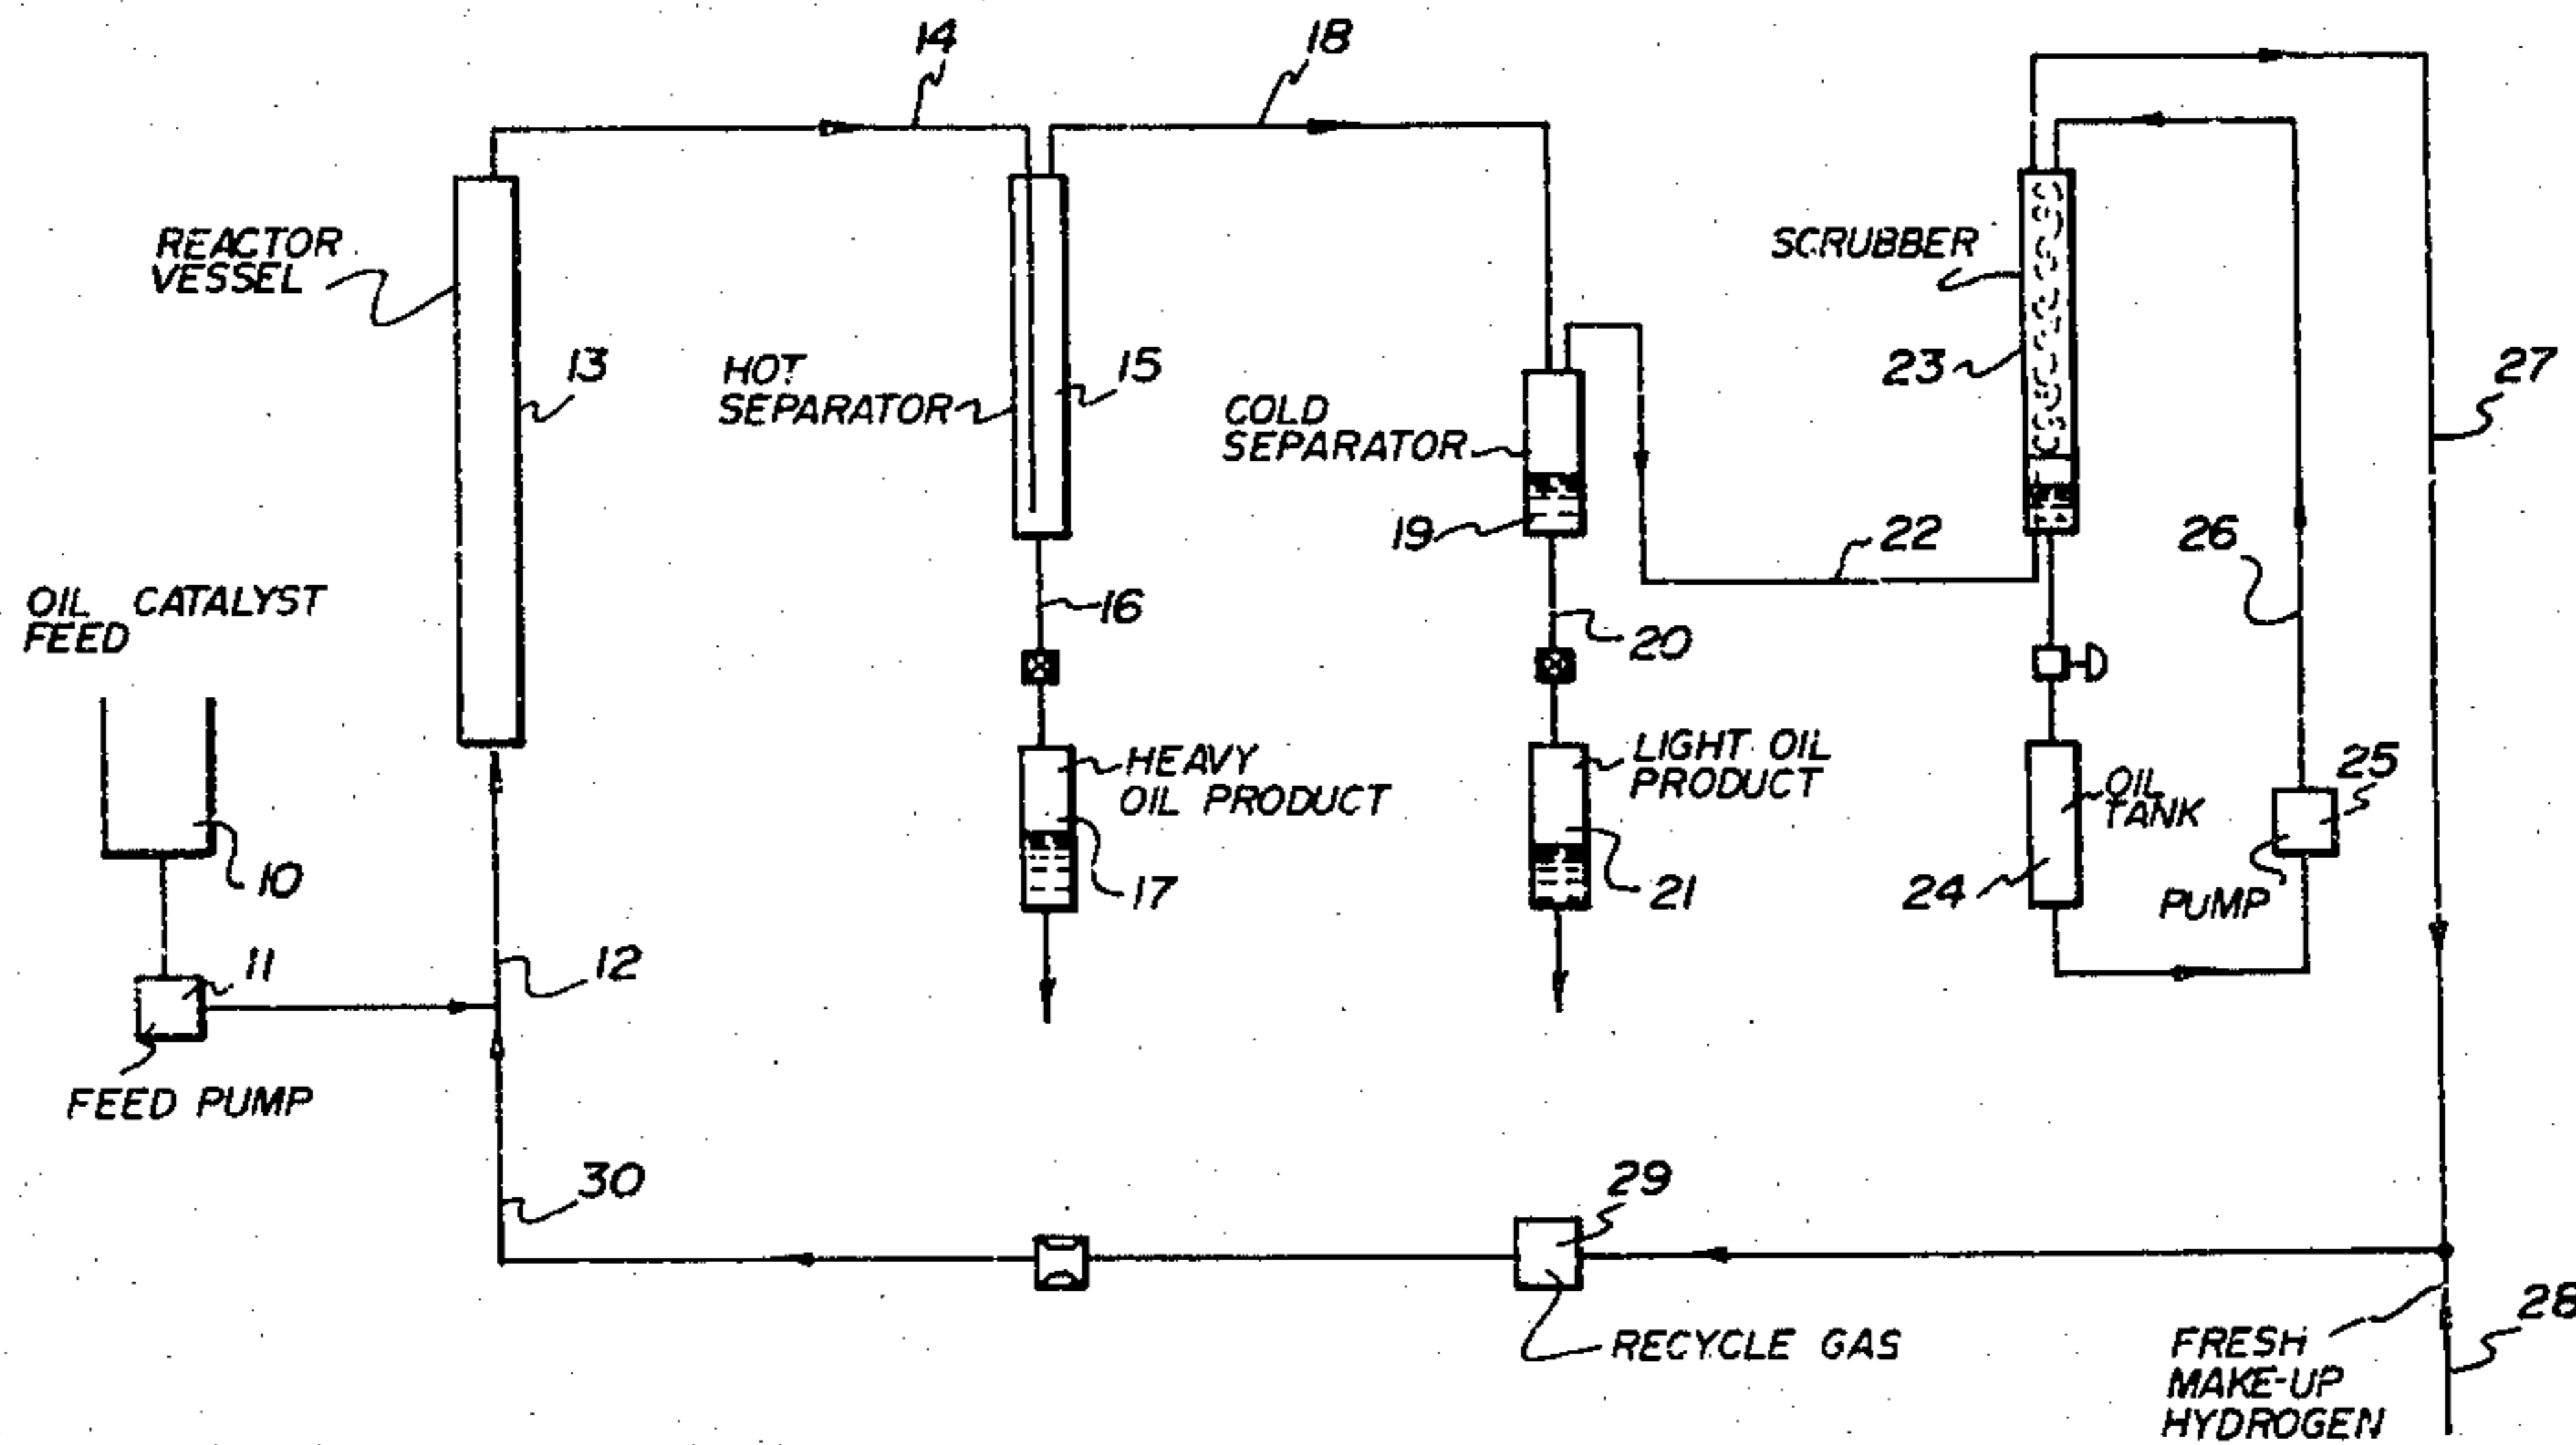 14
18
REACTOR
VESSEL
13
HOT
SEPARATOR
15
COLD
SEPARATOR
19
SCRUBBER
23
27
22
26
OIL CATALYST
FEED
10
11
FEED PUMP
12
16
HEAVY
OIL PRODUCT
17
20
LIGHT OIL
PRODUCT
21
OIL
TANK
24
25
PUMP
30
29
RECYCLE GAS
28
FRESH
MAKE-UP
HYDROGEN